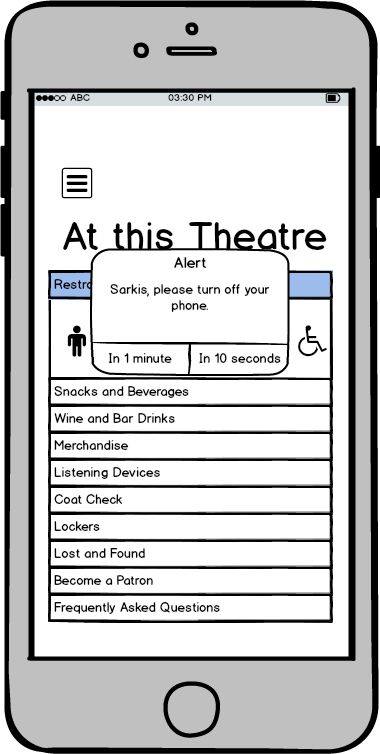 ABC 03:30 PM
At this Theatre
Alert
Sarkis, please turn off your
phone.
In 1 minute In 10 seconds
Snacks and Beverages
Wine and Bar Drinks
Merchandise
Listening Devices
Coat Check
Lockers
Lost and Found
Become a Patron
Frequently Asked Questions